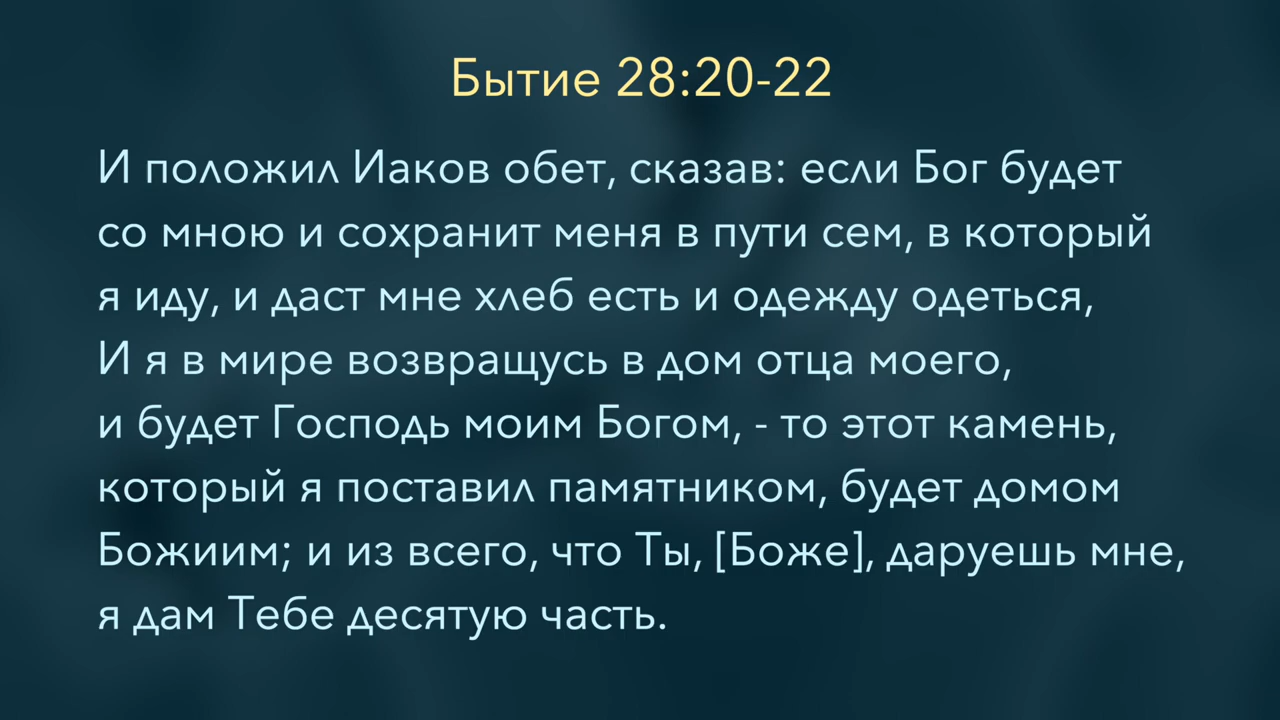 Бытие 28:20-22
И положил Иаков обет, сказав: если Бог будет
со мною и сохранит меня в пути сем, в который
я иду, и даст мне хлеб есть и одежду одеться,
И я в мире возвращусь в дом отца моего,
и будет Господь моим Богом, - то этот камень,
который я поставил памятником, будет домом
Божиим; и из всего, что Ты, [Боже], даруешь мне,
я дам Тебе десятую часть.